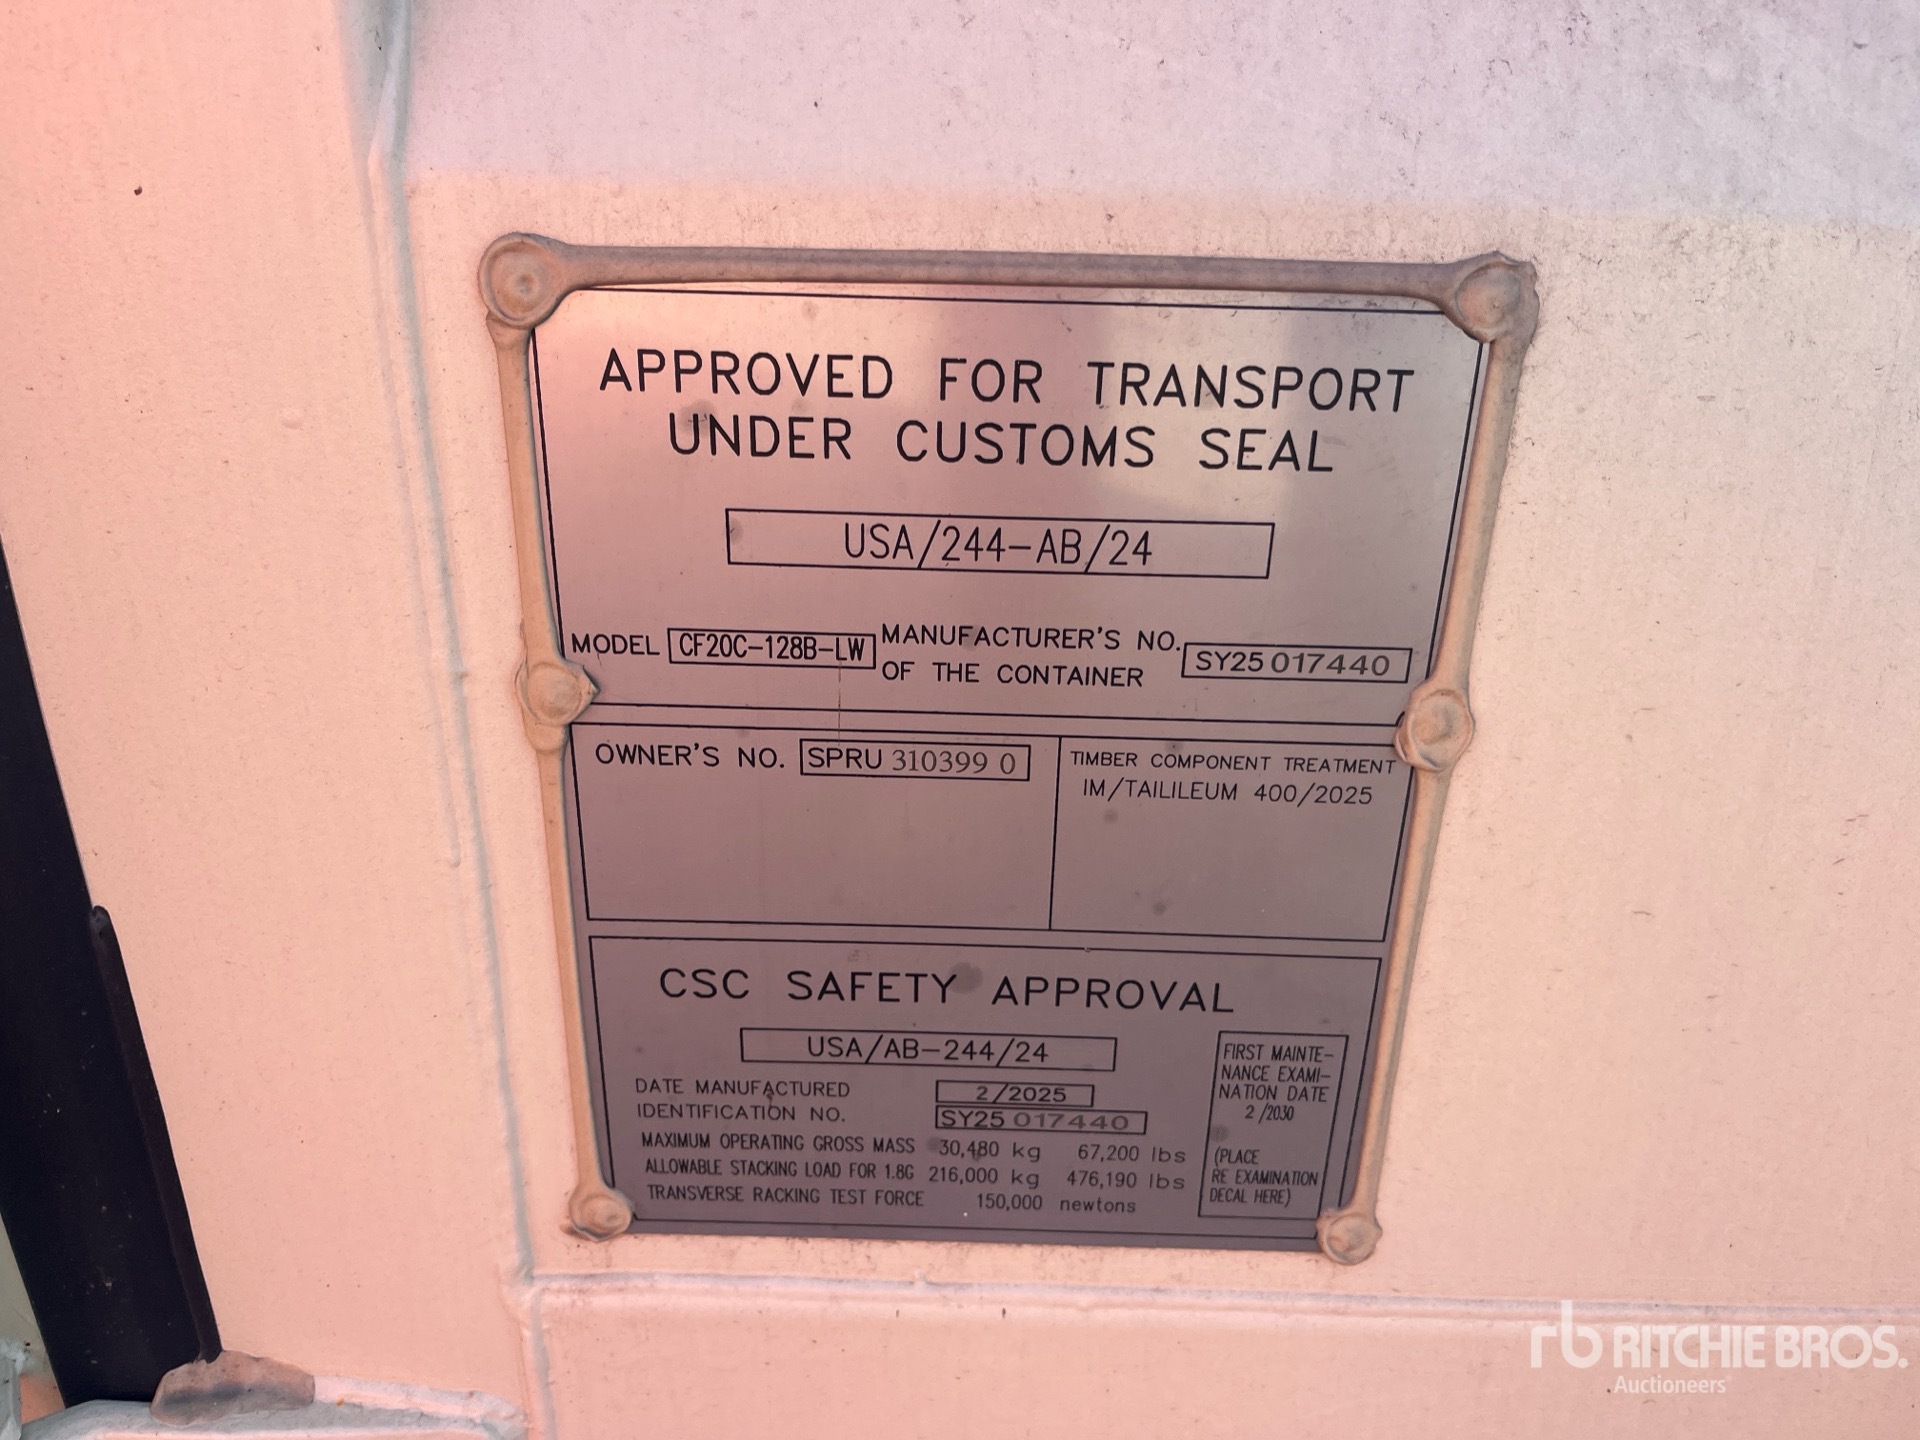 APPROVED FOR TRANSPORT
UNDER CUSTOMS SEAL
USA/244-AB/24
MODEL CF20C-128B-LW MANUFACTURER'S NO.
OF THE CONTAINER SY25 017440
OWNER'S NO. SPRU 310399 0
TIMBER COMPONENT TREATMENT
IM/TAILILEUM 400/2025
CSC SAFETY APPROVAL
USA/AB-244/24
DATE MANUFACTURED 2/2025
IDENTIFICATION NO. SY25 017440
MAXIMUM OPERATING GROSS MASS 30,480 kg 67,200 lbs
ALLOWABLE STACKING LOAD FOR 1.8G 216,000 kg 476,190 lbs
TRANSVERSE RACKING TEST FORCE 150,000 newtons
FIRST MAINTE-
NANCE EXAMI-
NATION DATE
2/2030
(PLACE
RE EXAMINATION
DECAL HERE)
rb RITCHIE BROS.
Auctioneers